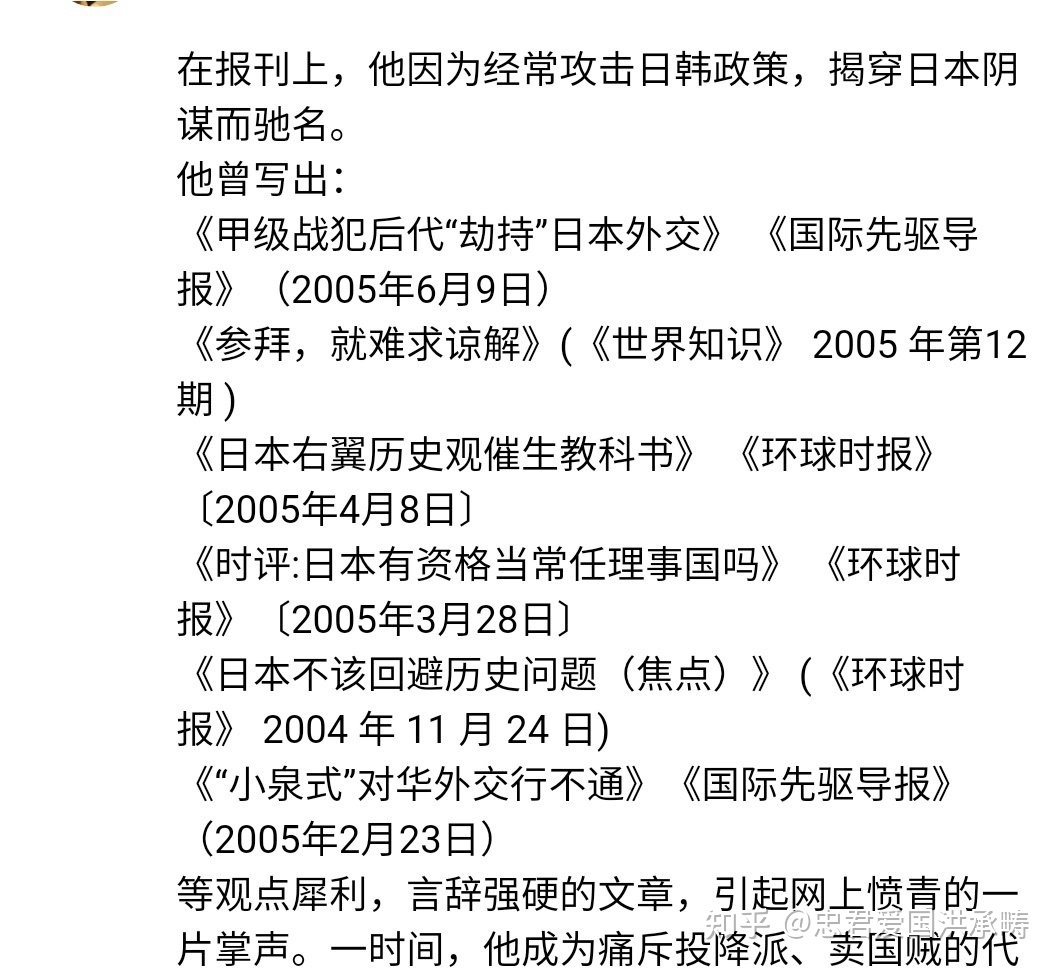 在报刊上，他因为经常攻击日韩政策，揭穿日本阴
谋而驰名。
他曾写出：
《甲级战犯后代“劫持”日本外交》 《国际先驱导
报》（2005年6月9日）
《参拜，就难求谅解》(《世界知识》 2005 年第12
期 )
《日本右翼历史观催生教科书》 《环球时报》
〔2005年4月8日〕
《时评:日本有资格当常任理事国吗》 《环球时
报》〔2005年3月28日〕
《日本不该回避历史问题（焦点）》 (《环球时
报》 2004 年 11 月 24 日)
《“小泉式”对华外交行不通》《国际先驱导报》
（2005年2月23日）
等观点犀利，言辞强硬的文章，引起网上愤青的一
片掌声。一时间，他成为痛斥投降派、卖国贼的代
知乎 @忠君爱国洪承畴